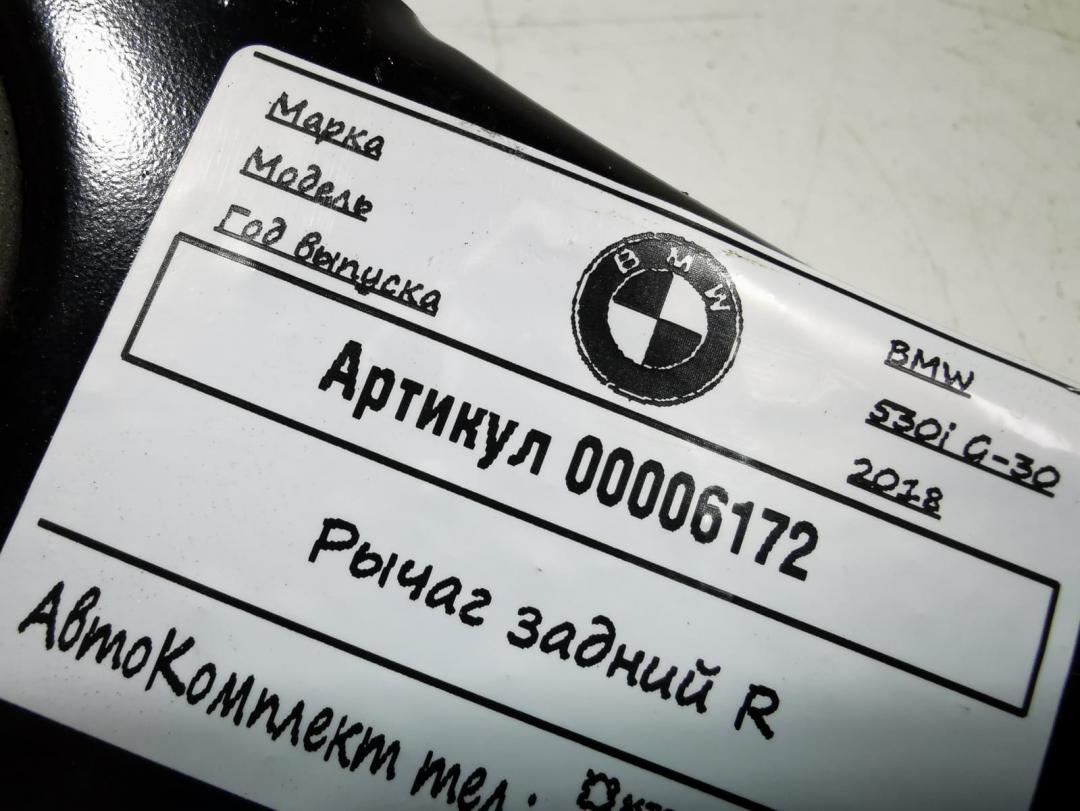 Марка
BMW
Модель
530i G-30
Год выпуска
2018
BMW
Артикул 00006172
Рычаг задний R
АвтоКомплект тел.